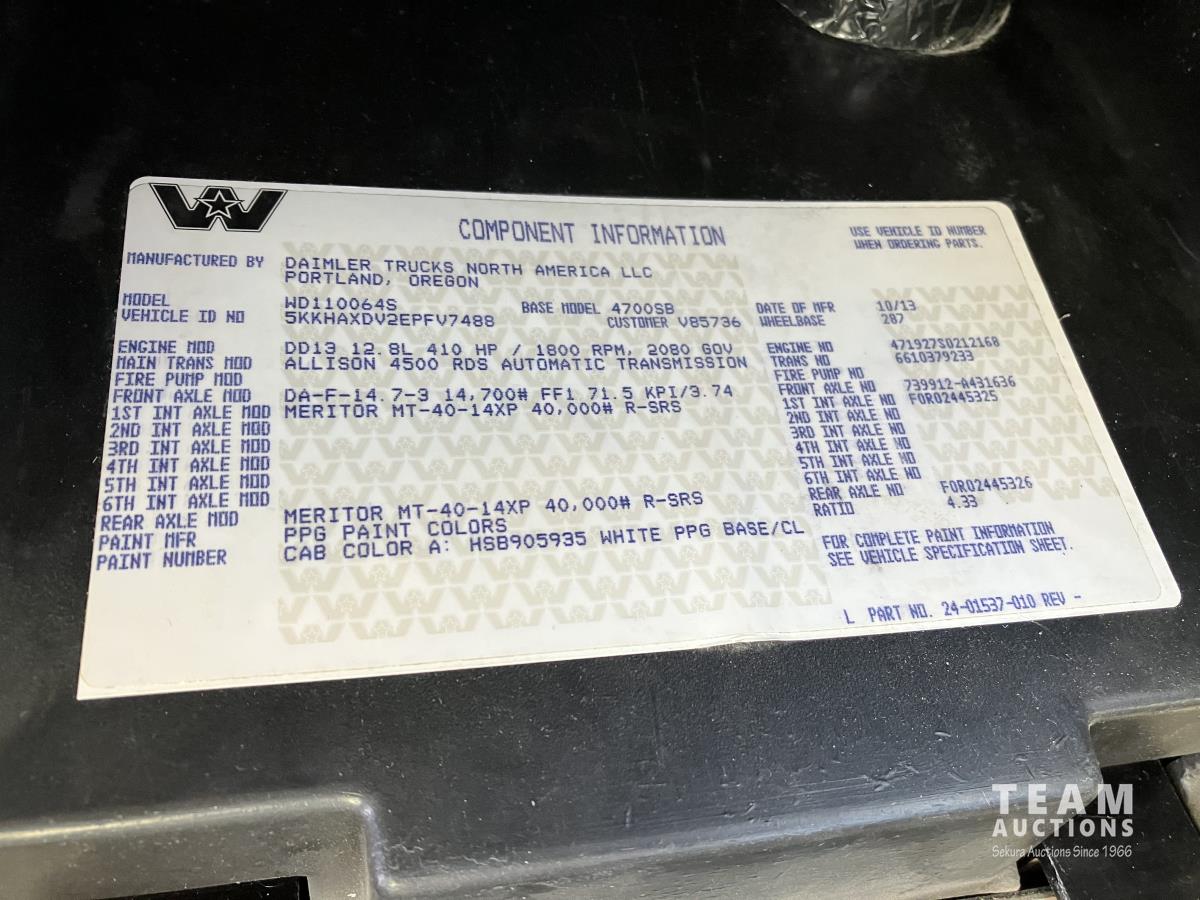 W
COMPONENT INFORMATION
USE VEHICLE ID NUMBER
WHEN ORDERING PARTS.
MANUFACTURED BY DAIMLER TRUCKS NORTH AMERICA LLC
PORTLAND, OREGON
MODEL WD110064S BASE MODEL 4700SB DATE OF MFR 10/13
VEHICLE ID NO 5KKHAXDV2EPFV7488 CUSTOMER V85736 WHEELBASE 287
ENGINE MOD DD13 12.8L 410 HP / 1800 RPM, 2080 GOV ENGINE NO 471927S0212168
MAIN TRANS MOD ALLISON 4500 RDS AUTOMATIC TRANSMISSION TRANS NO 6610379233
FIRE PUMP MOD FIRE PUMP NO
FRONT AXLE MOD DA-F-14.7-3 14,700# FF1 71.5 KPI/3.74 FRONT AXLE NO 739912-A431636
1ST INT AXLE MOD MERITOR MT-40-14XP 40,000# R-SRS 1ST INT AXLE NO FOR02445325
2ND INT AXLE MOD 2ND INT AXLE NO
3RD INT AXLE MOD 3RD INT AXLE NO
4TH INT AXLE MOD 4TH INT AXLE NO
5TH INT AXLE MOD 5TH INT AXLE NO
6TH INT AXLE MOD 6TH INT AXLE NO
REAR AXLE MOD MERITOR MT-40-14XP 40,000# R-SRS REAR AXLE NO FOR02445326
PAINT MFR PPG PAINT COLORS RATIO 4.33
PAINT NUMBER CAB COLOR A: HSB905935 WHITE PPG BASE/CL
FOR COMPLETE PAINT INFORMATION
SEE VEHICLE SPECIFICATION SHEET.
L PART NO. 24-01537-010 REV -
TEAM
AUCTIONS
Sekura Auctions Since 1966